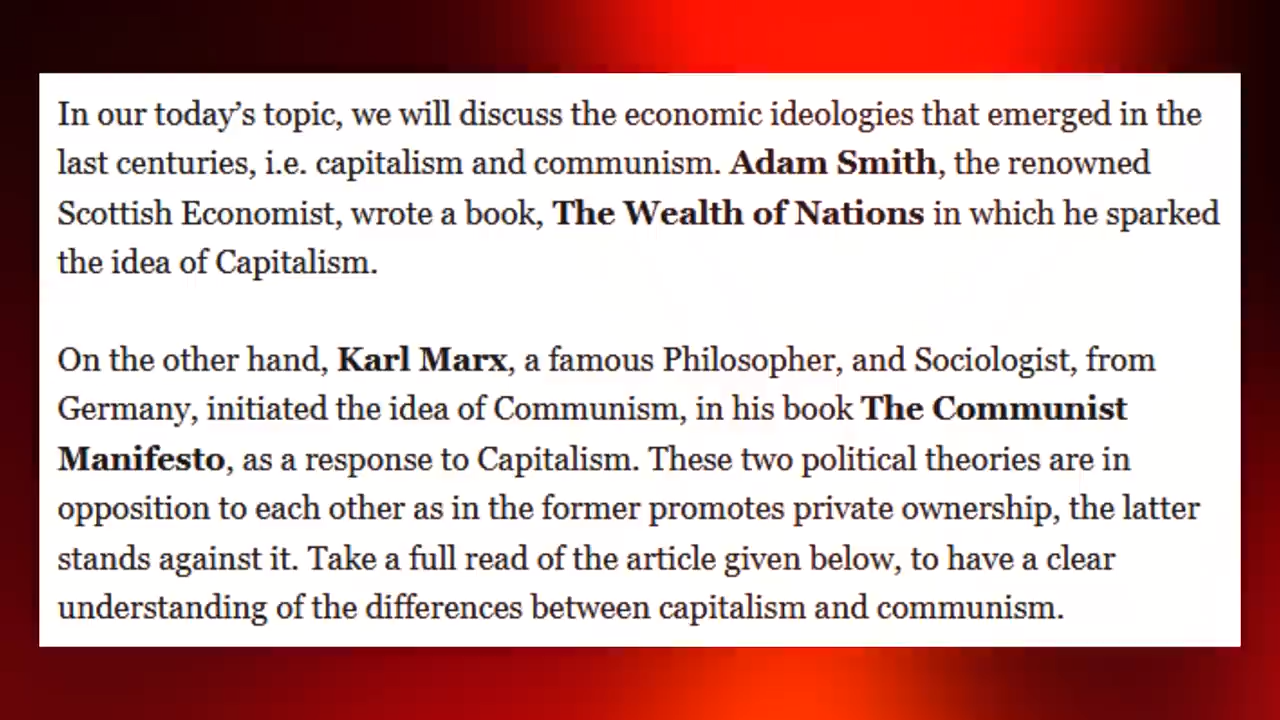 In our today’s topic, we will discuss the economic ideologies that emerged in the
last centuries, i.e. capitalism and communism. Adam Smith, the renowned
Scottish Economist, wrote a book, The Wealth of Nations in which he sparked
the idea of Capitalism.
On the other hand, Karl Marx, a famous Philosopher, and Sociologist, from
Germany, initiated the idea of Communism, in his book The Communist
Manifesto, as a response to Capitalism. These two political theories are in
opposition to each other as in the former promotes private ownership, the latter
stands against it. Take a full read of the article given below, to have a clear
understanding of the differences between capitalism and communism.